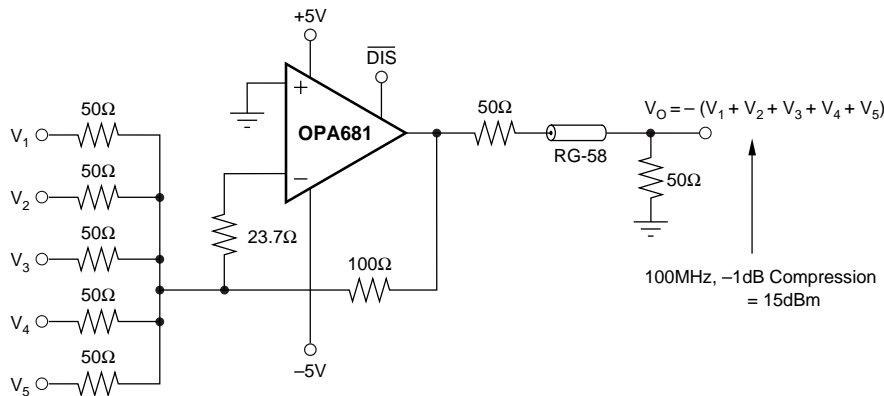 +5V
DIS
50Ω
V1
50Ω
V2
50Ω
V3
50Ω
V4
50Ω
V5
+
OPA681
–
23.7Ω
100Ω
–5V
50Ω
RG-58
50Ω
VO = – (V1 + V2 + V3 + V4 + V5)
100MHz, –1dB Compression
= 15dBm